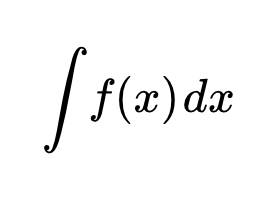 ∫ f(x) dx